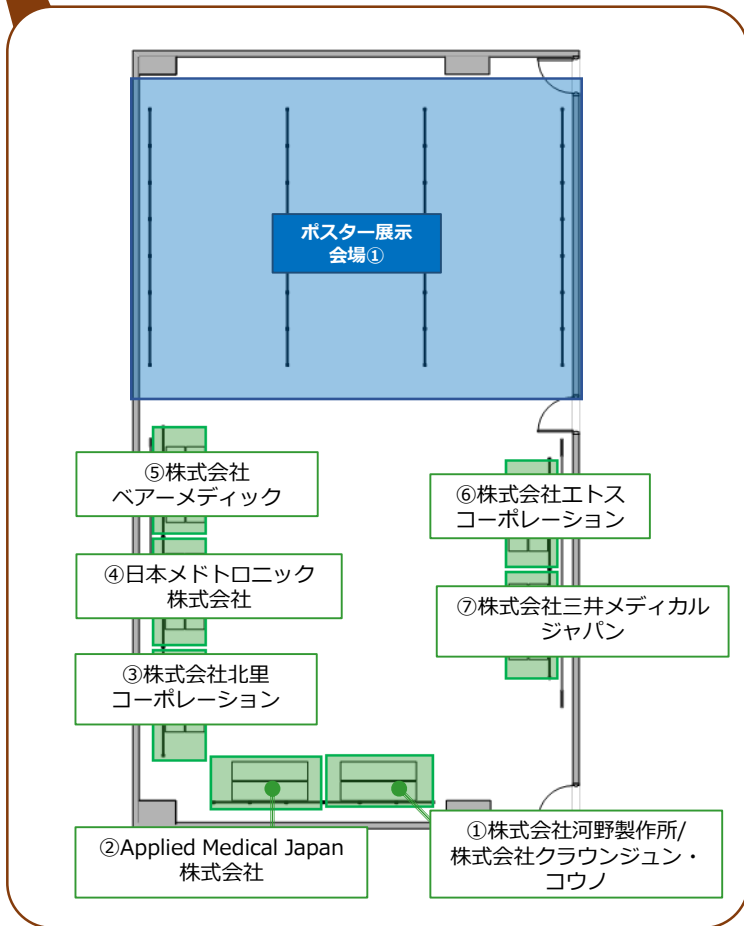 ポスター展示
会場①
⑤株式会社
ベアーメディック
⑥株式会社エトス
コーポレーション
④日本メドトロニック
株式会社
⑦株式会社三井メディカル
ジャパン
③株式会社北里
コーポレーション
②Applied Medical Japan
株式会社
①株式会社河野製作所/
株式会社クラウンジュン・
コウノ